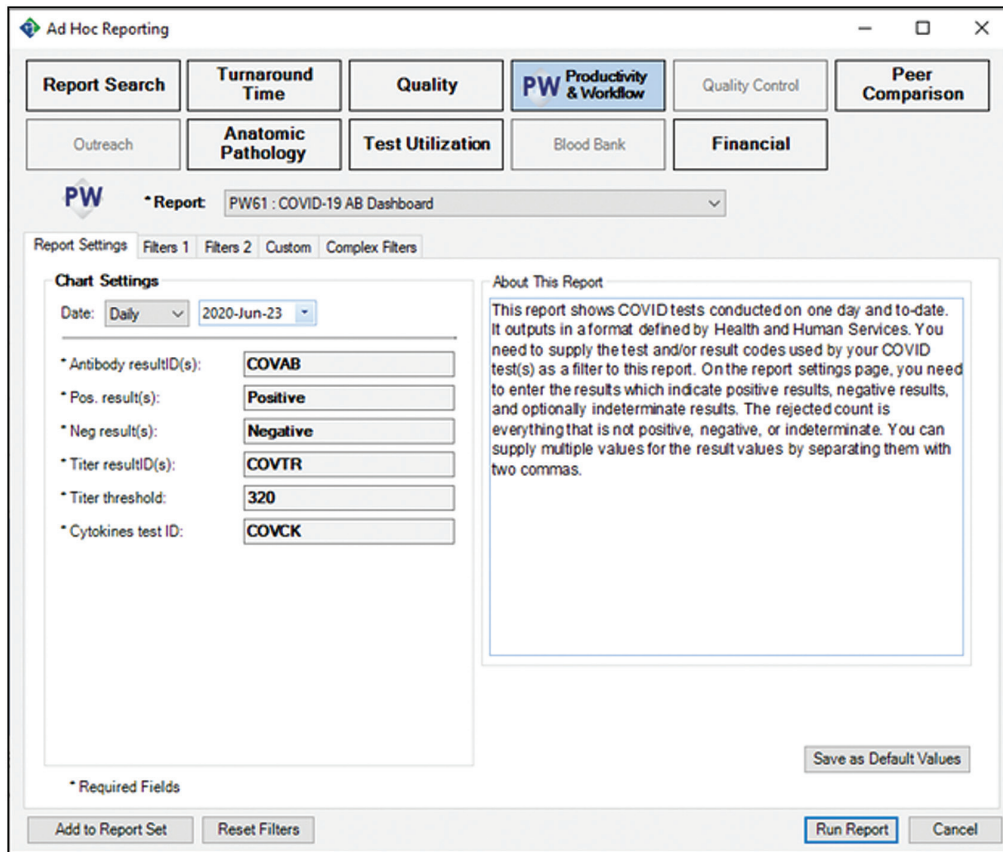 Ad Hoc Reporting
Report Search
Turnaround
Time
Quality
PW Productivity
& Workflow
Quality Control
Peer
Comparison
Outreach
Anatomic
Pathology
Test Utilization
Blood Bank
Financial
PW
* Report: PW61 : COVID-19 AB Dashboard
Report Settings Filters 1 Filters 2 Custom Complex Filters
Chart Settings
Date: Daily 2020-Jun-23
* Antibody resultID(s): COVAB
* Pos. result(s): Positive
* Neg result(s): Negative
* Titer resultID(s): COVTR
* Titer threshold: 320
* Cytokines test ID: COVCK
About This Report
This report shows COVID tests conducted on one day and to-date.
It outputs in a format defined by Health and Human Services. You
need to supply the test and/or result codes used by your COVID
test(s) as a filter to this report. On the report settings page, you need
to enter the results which indicate positive results, negative results,
and optionally indeterminate results. The rejected count is
everything that is not positive, negative, or indeterminate. You can
supply multiple values for the result values by separating them with
two commas.
Save as Default Values
* Required Fields
Add to Report Set Reset Filters Run Report Cancel